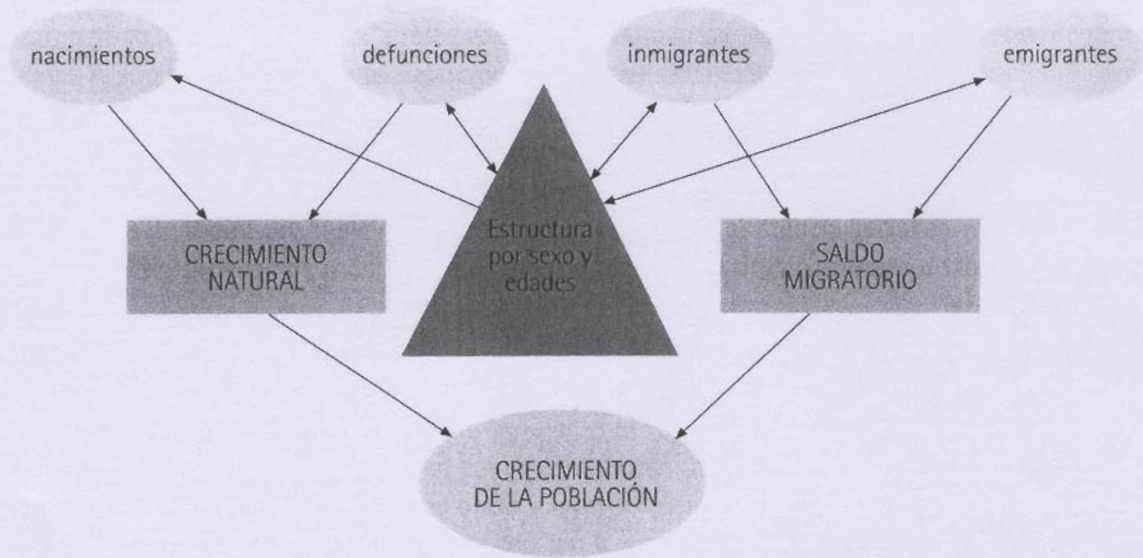 nacimientos
defunciones
inmigrantes
emigrantes
Estructura
por sexo y
edades
CRECIMIENTO
NATURAL
SALDO
MIGRATORIO
CRECIMIENTO
DE LA POBLACIÓN